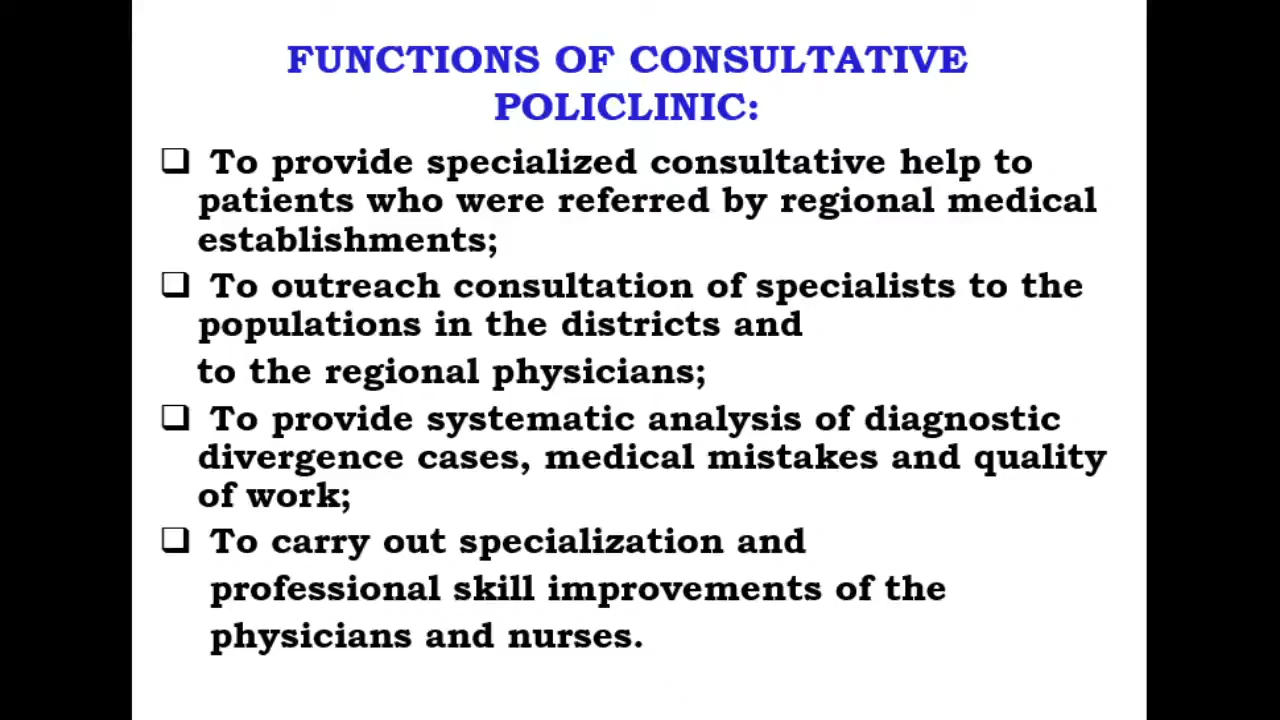 FUNCTIONS OF CONSULTATIVE
POLICLINIC:
❑ To provide specialized consultative help to
patients who were referred by regional medical
establishments;
❑ To outreach consultation of specialists to the
populations in the districts and
to the regional physicians;
❑ To provide systematic analysis of diagnostic
divergence cases, medical mistakes and quality
of work;
❑ To carry out specialization and
professional skill improvements of the
physicians and nurses.